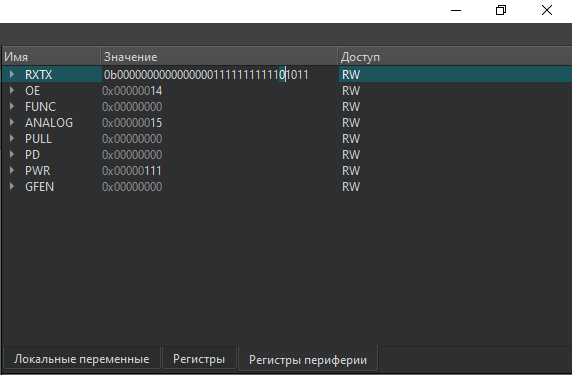 Имя Значение Доступ
RXTX 0b00000000000000001111111111101011 RW
OE 0x00000014 RW
FUNC 0x00000000 RW
ANALOG 0x00000015 RW
PULL 0x00000000 RW
PD 0x00000000 RW
PWR 0x00000111 RW
GFEN 0x00000000 RW
Локальные переменные Регистры Регистры периферии